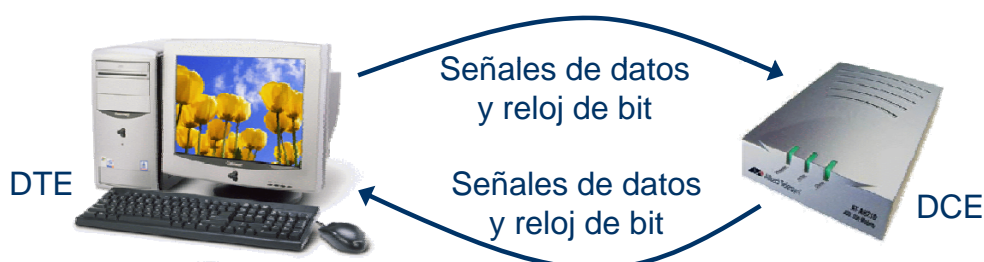 Señales de datos
y reloj de bit
DTE
Señales de datos
y reloj de bit
DCE